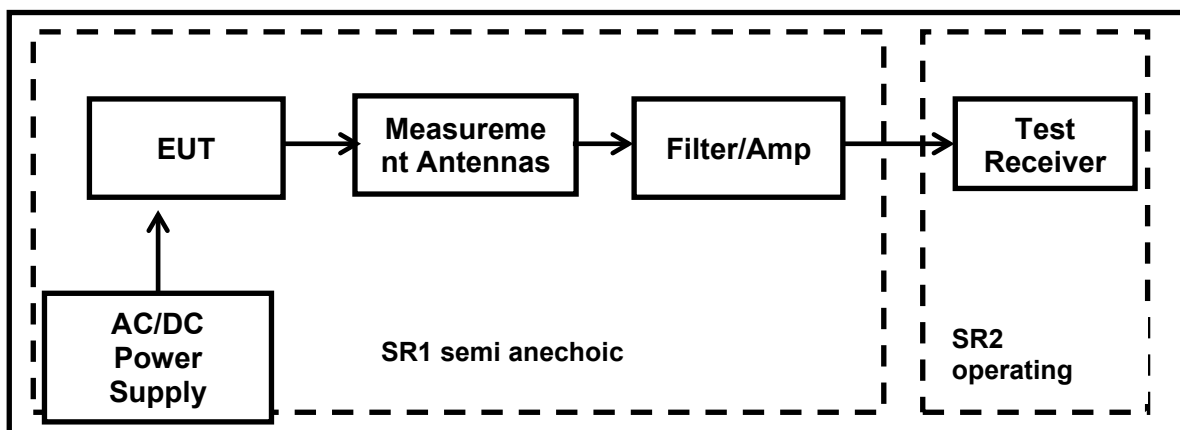 EUT
Measureme
nt Antennas
Filter/Amp
Test
Receiver
AC/DC
Power
Supply
SR1 semi anechoic
SR2
operating